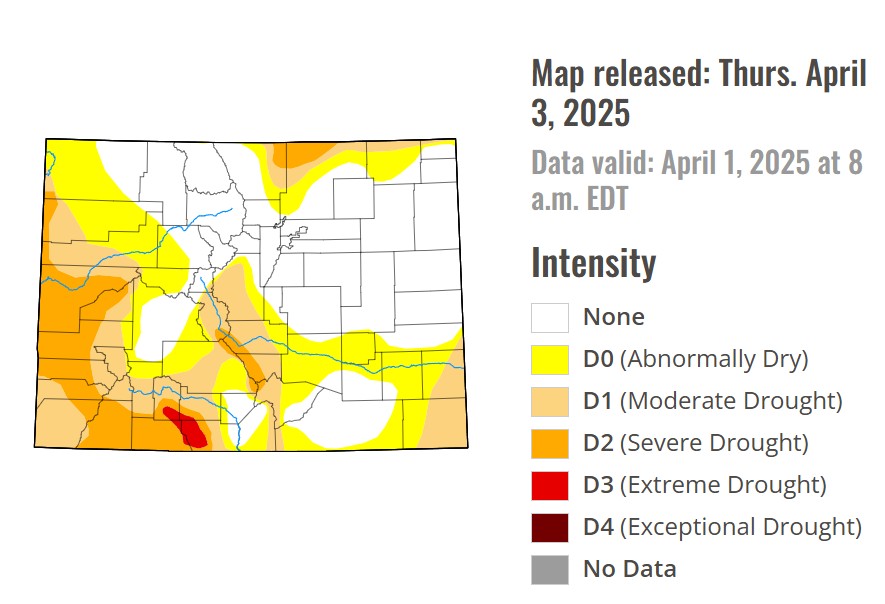 Map released: Thurs. April
3, 2025
Data valid: April 1, 2025 at 8
a.m. EDT
Intensity
None
D0 (Abnormally Dry)
D1 (Moderate Drought)
D2 (Severe Drought)
D3 (Extreme Drought)
D4 (Exceptional Drought)
No Data